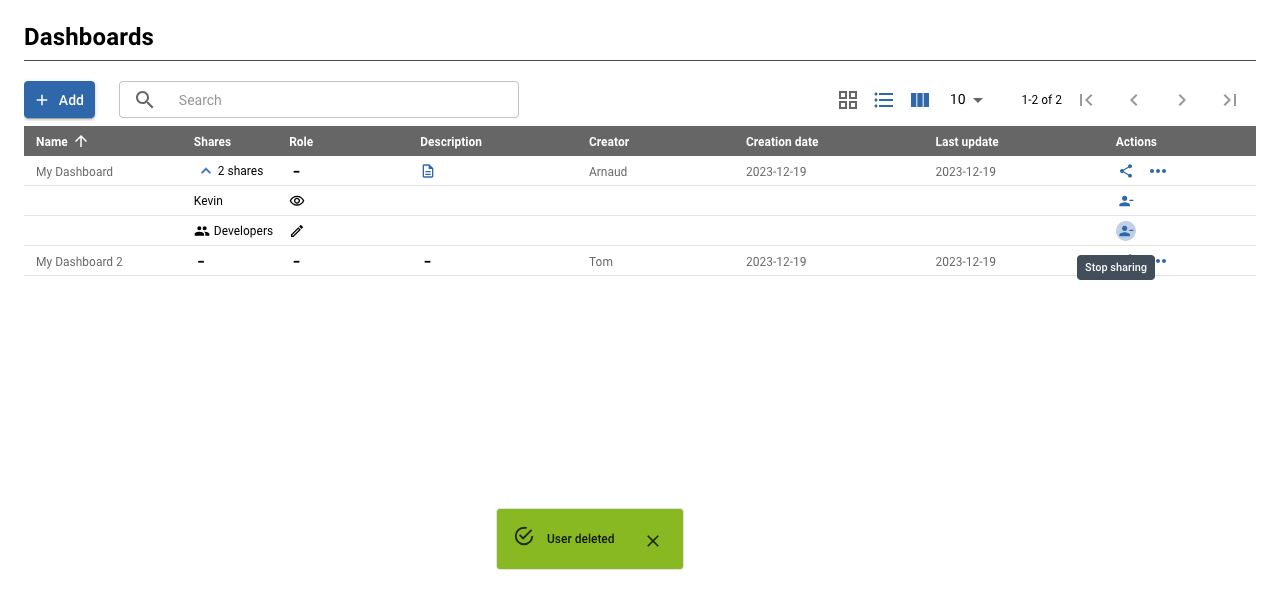 Dashboards
Add
Search
10
1-2 of 2
Name Shares Role Description Creator Creation date Last update Actions
My Dashboard 2 shares – Arnaud 2023-12-19 2023-12-19
Kevin
Developers
My Dashboard 2 – – – Tom 2023-12-19 2023-12-19
Stop sharing
User deleted